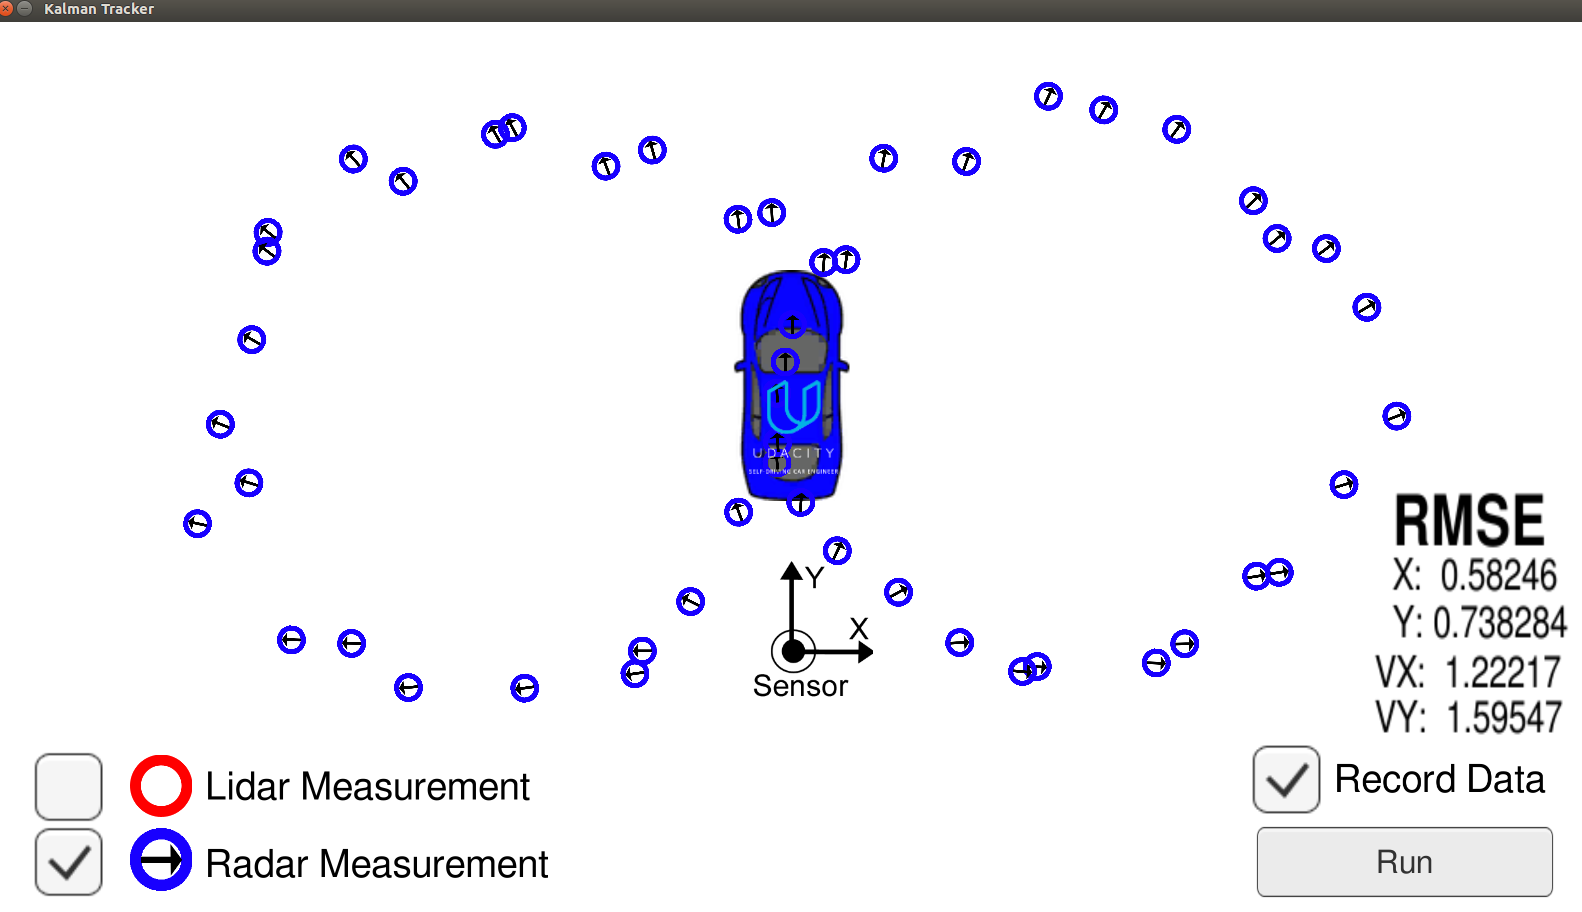 Kalman Tracker
UDACITY
SELF DRIVING CAR ENGINEER
Y
X
Sensor
RMSE
X: 0.58246
Y: 0.738284
VX: 1.22217
VY: 1.59547
Lidar Measurement
Record Data
Radar Measurement
Run